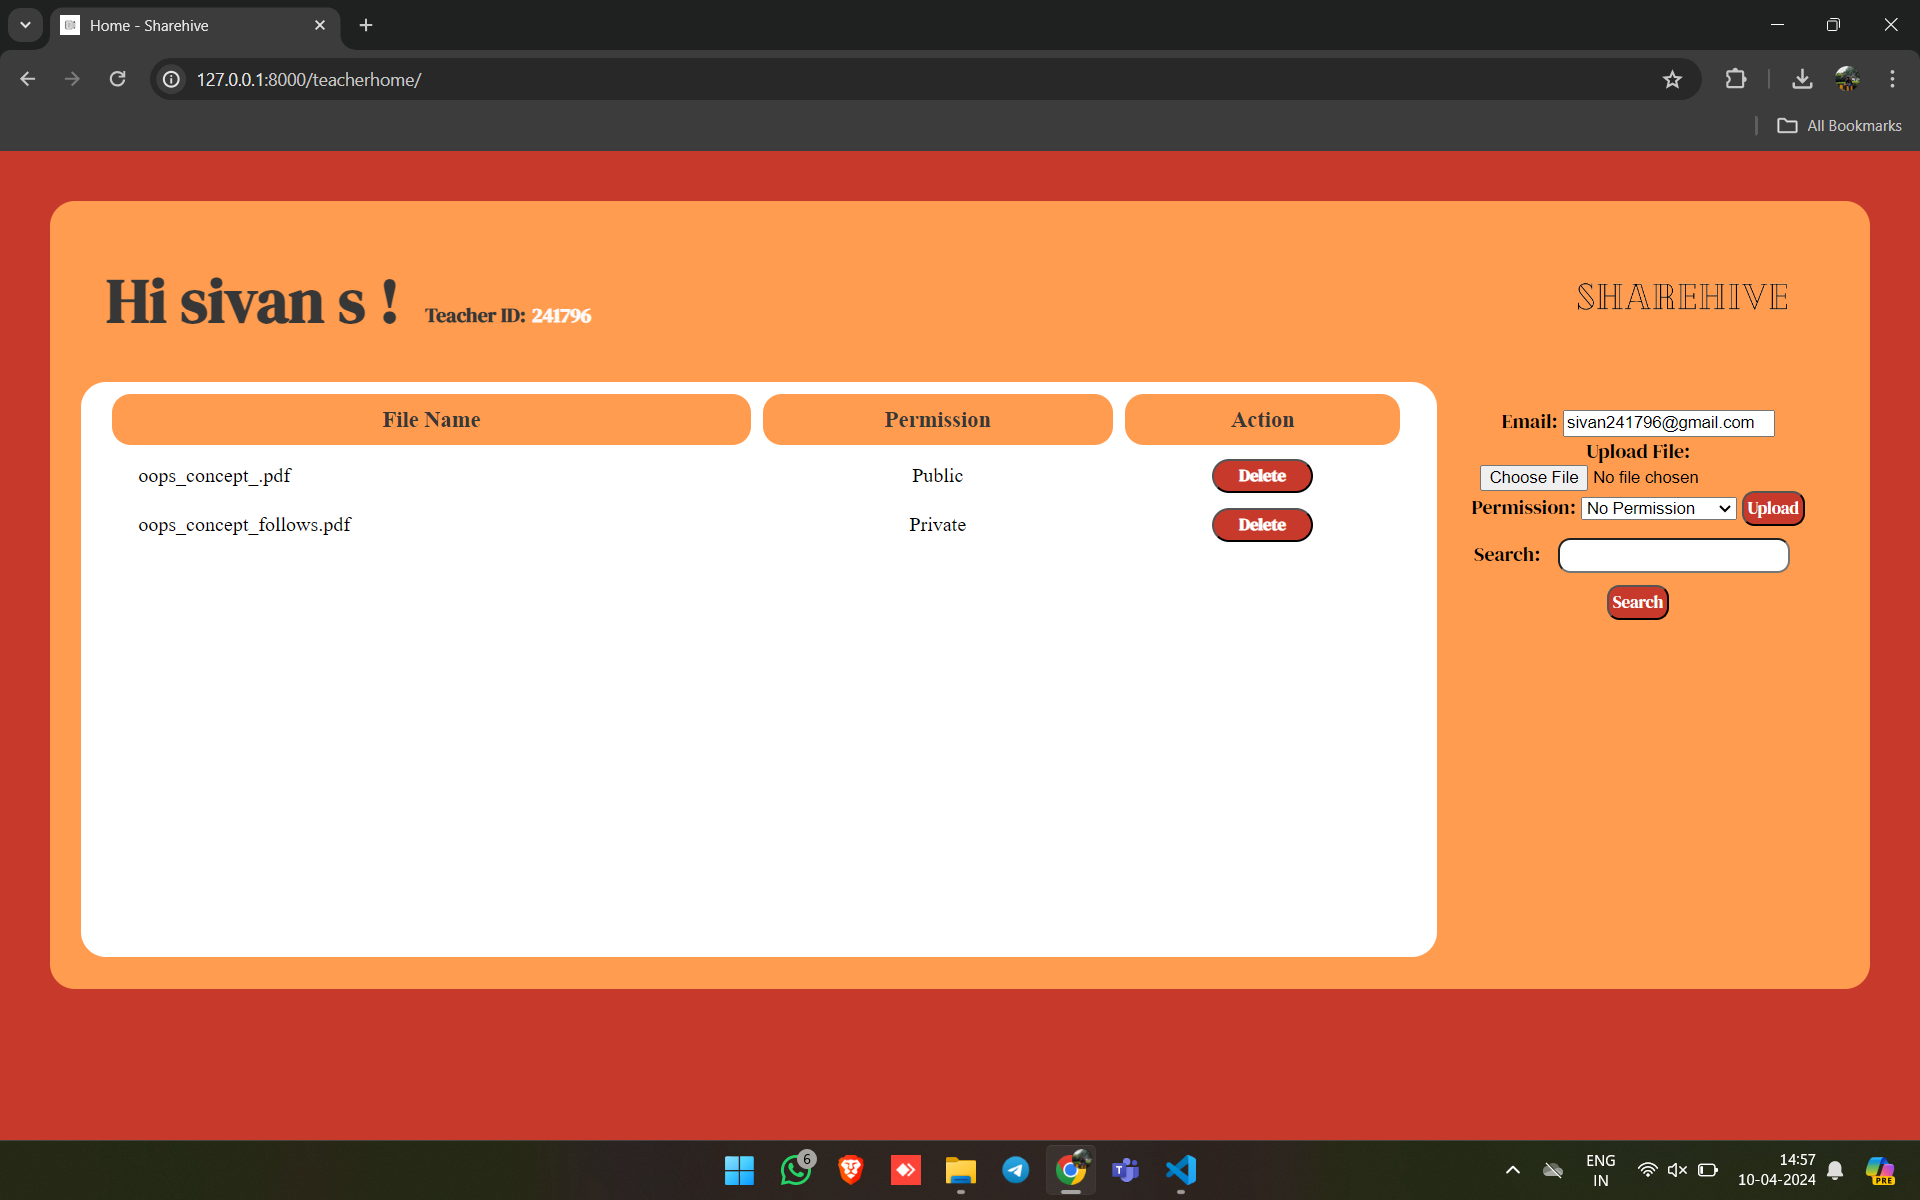 Home - Sharehive
127.0.0.1:8000/teacherhome/
All Bookmarks
Hi sivan s ! Teacher ID: 241796
SHAREHIVE
File Name Permission Action
oops_concept_.pdf Public Delete
oops_concept_follows.pdf Private Delete
Email: sivan241796@gmail.com
Upload File:
Choose File No file chosen
Permission: No Permission Upload
Search:
Search
6
ENG
IN
14:57
10-04-2024
PRE